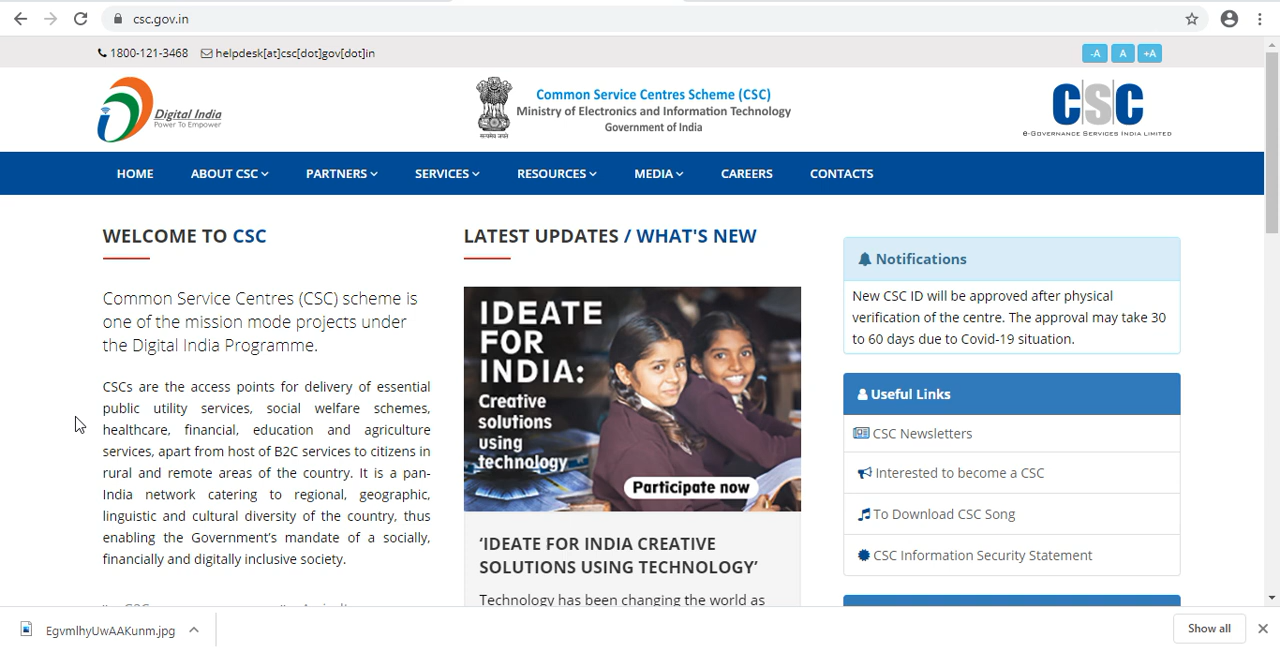 csc.gov.in
1800-121-3468 helpdesk[at]csc[dot]gov[dot]in
-A A +A
Digital India
Power To Empower
सत्यमेव जयते
Common Service Centres Scheme (CSC)
Ministry of Electronics and Information Technology
Government of India
CSC
e-GOVERNANCE SERVICES INDIA LIMITED
HOME ABOUT CSC PARTNERS SERVICES RESOURCES MEDIA CAREERS CONTACTS
WELCOME TO CSC
Common Service Centres (CSC) scheme is
one of the mission mode projects under
the Digital India Programme.
CSCs are the access points for delivery of essential
public utility services, social welfare schemes,
healthcare, financial, education and agriculture
services, apart from host of B2C services to citizens in
rural and remote areas of the country. It is a pan-
India network catering to regional, geographic,
linguistic and cultural diversity of the country, thus
enabling the Government's mandate of a socially,
financially and digitally inclusive society.
LATEST UPDATES / WHAT'S NEW
IDEATE
FOR
INDIA:
Creative
solutions
using
technology
Participate now
‘IDEATE FOR INDIA CREATIVE
SOLUTIONS USING TECHNOLOGY’
Technology has been changing the world as
Notifications
New CSC ID will be approved after physical
verification of the centre. The approval may take 30
to 60 days due to Covid-19 situation.
Useful Links
CSC Newsletters
Interested to become a CSC
To Download CSC Song
CSC Information Security Statement
EgvmlhyUwAAKunm.jpg
Show all